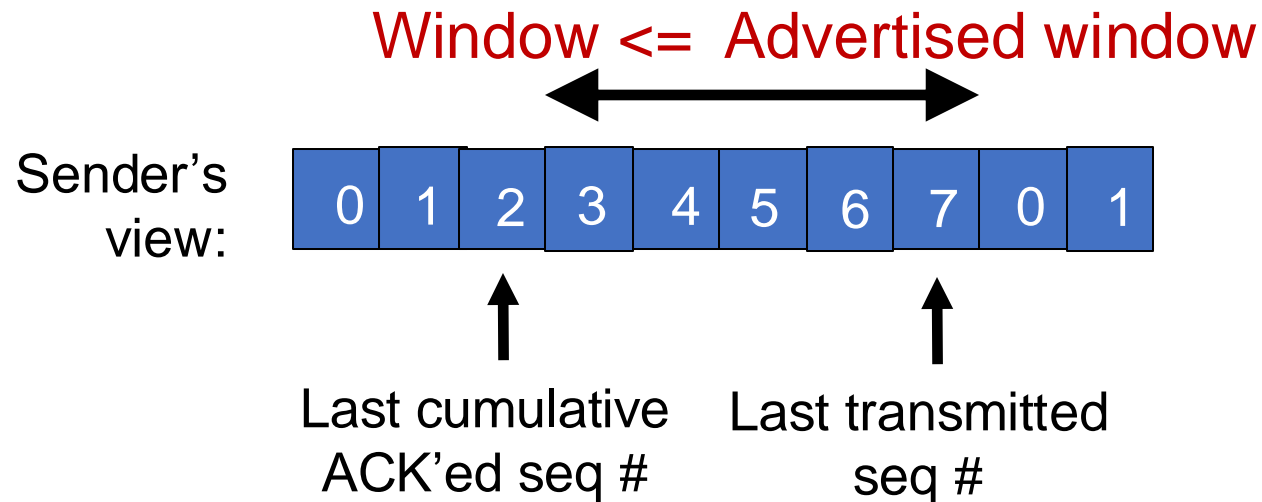 Window <= Advertised window
Sender’s
view:
0 1 2 3 4 5 6 7 0 1
Last cumulative
ACK’ed seq #
Last transmitted
seq #